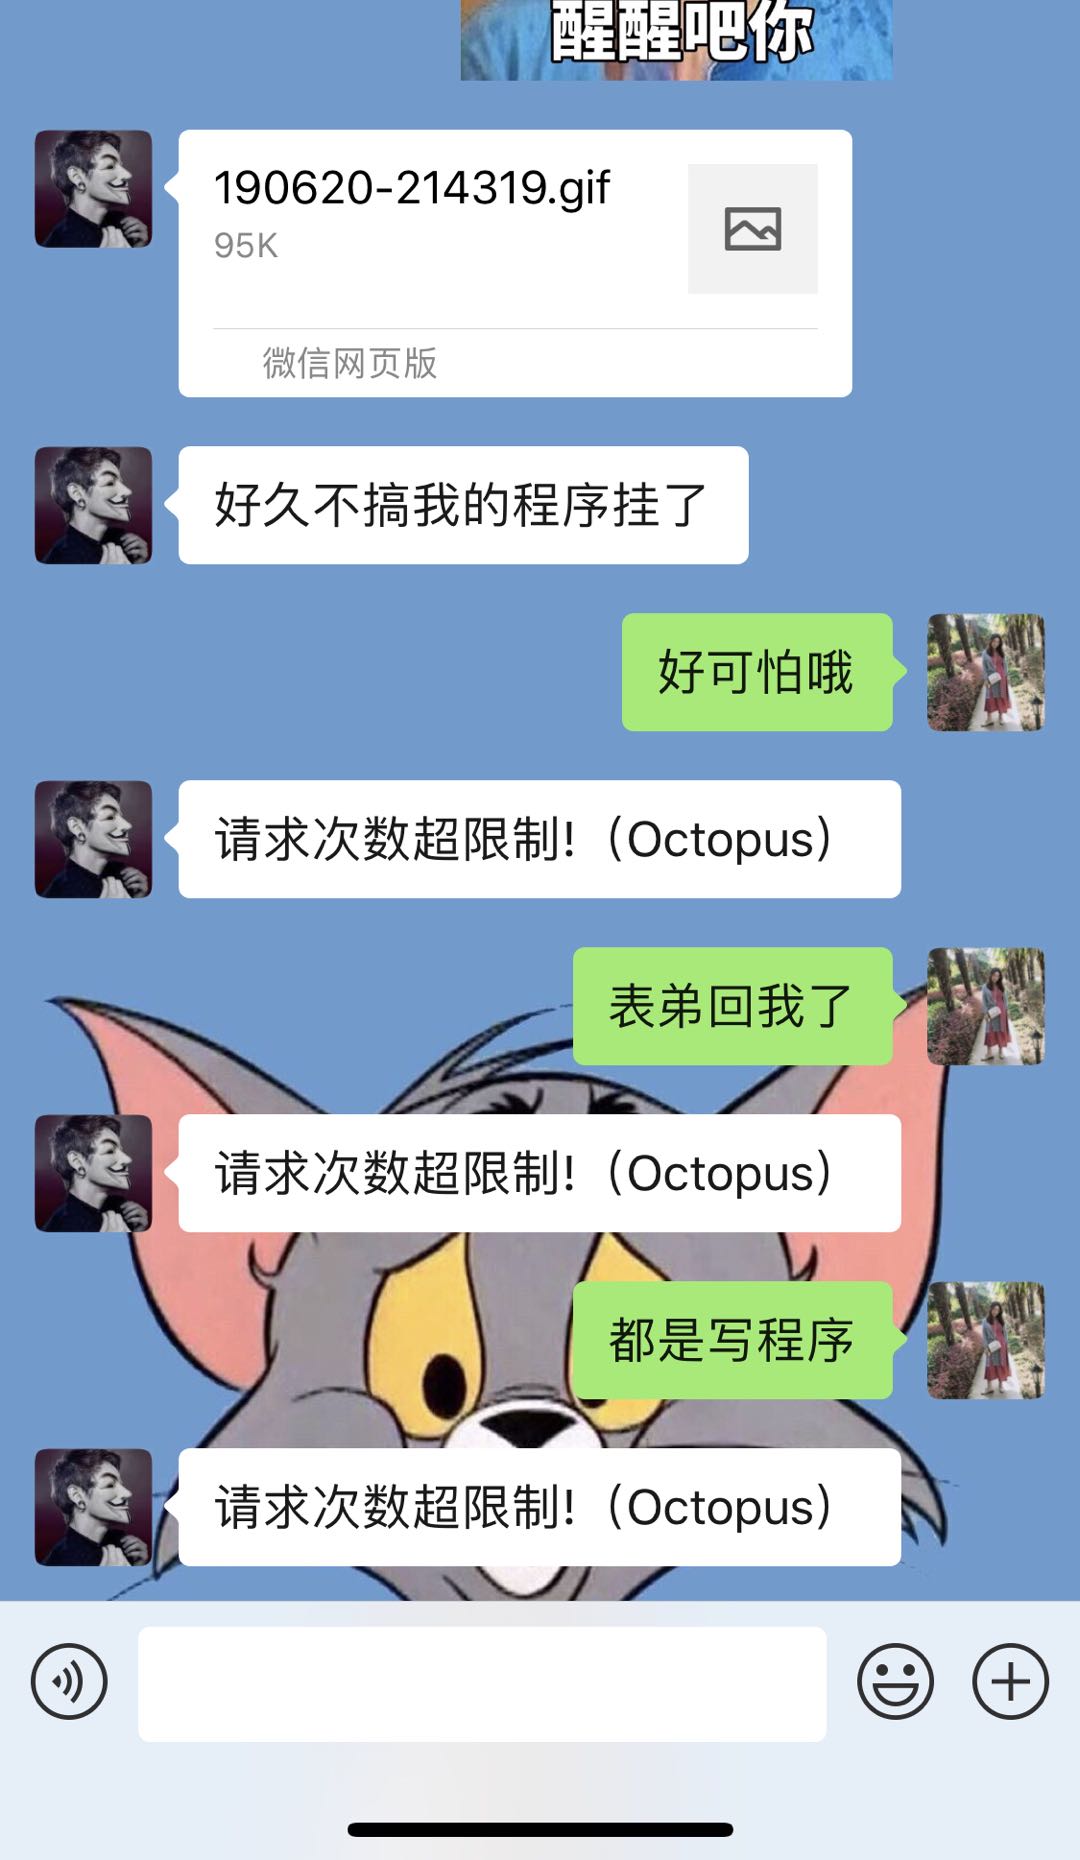 醒醒吧你
190620-214319.gif
95K
微信网页版
好久不搞我的程序挂了
好可怕哦
请求次数超限制!（Octopus）
表弟回我了
请求次数超限制!（Octopus）
都是写程序
请求次数超限制!（Octopus）